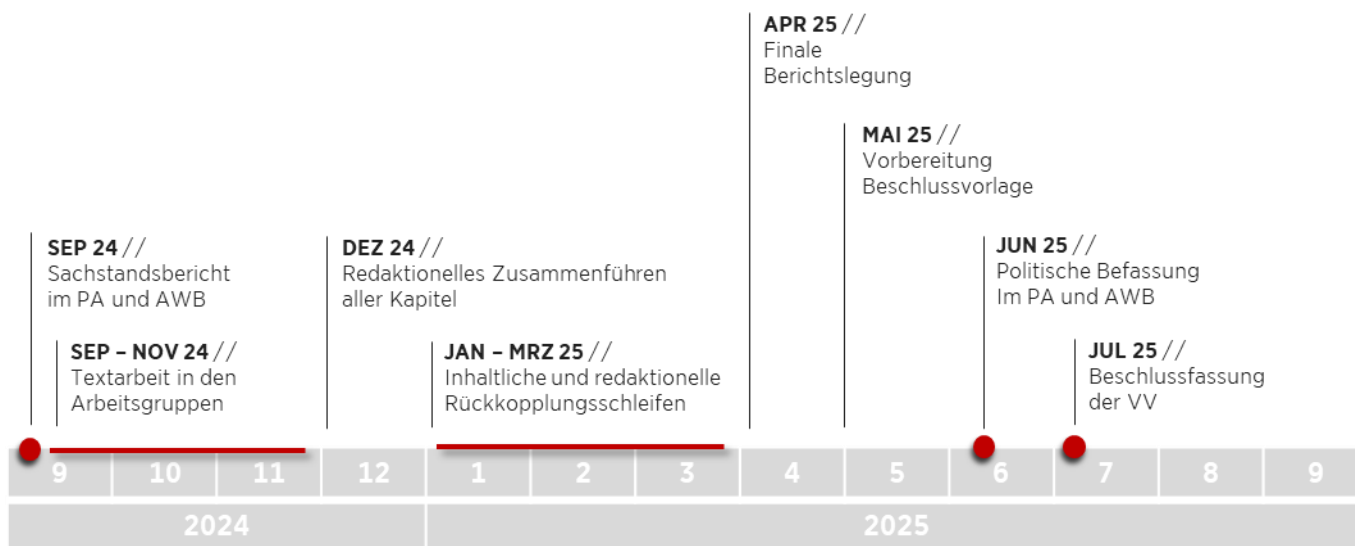 APR 25 //
Finale
Berichtslegung
MAI 25 //
Vorbereitung
Beschlussvorlage
SEP 24 //
Sachstandsbericht
im PA und AWB
DEZ 24 //
Redaktionelles Zusammenführen
aller Kapitel
JUN 25 //
Politische Befassung
Im PA und AWB
SEP – NOV 24 //
Textarbeit in den
Arbeitsgruppen
JAN – MRZ 25 //
Inhaltliche und redaktionelle
Rückkopplungsschleifen
JUL 25 //
Beschlussfassung
der VV
9 10 11 12 1 2 3 4 5 6 7 8 9
2024 2025